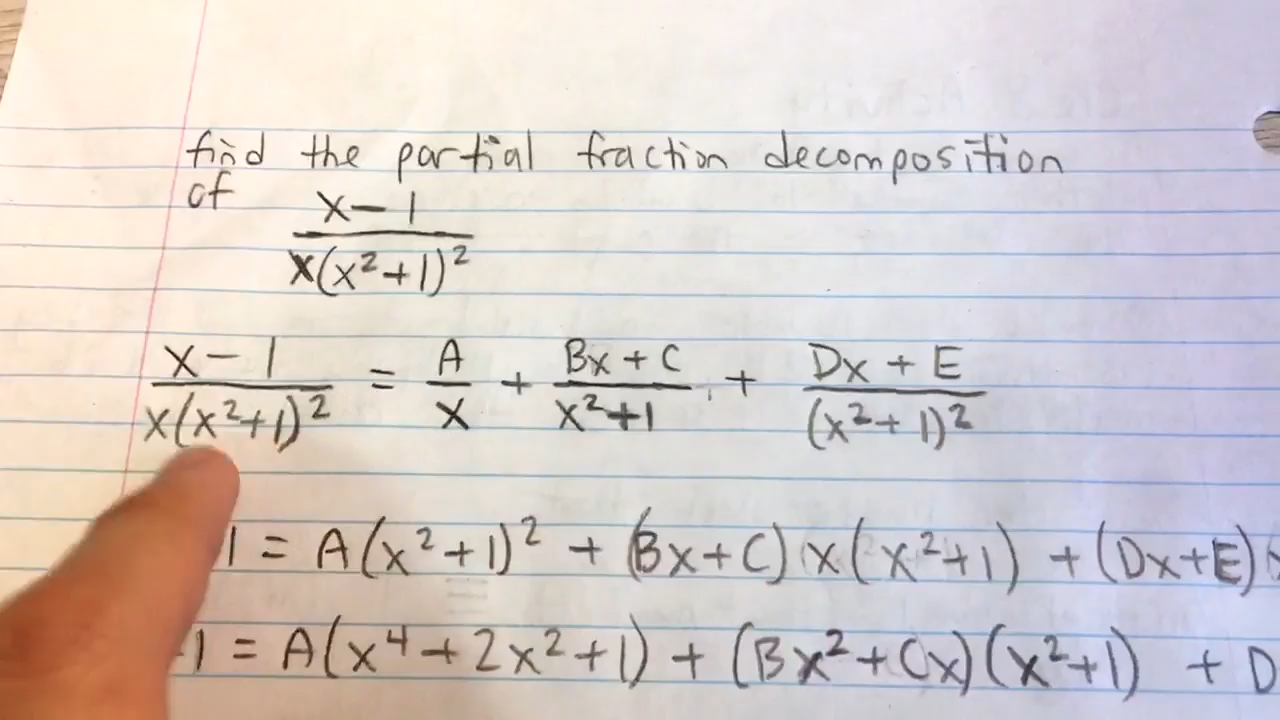 find the partial fraction decomposition
of x-1 / x(x²+1)²
x-1 / x(x²+1)² = A / x + Bx+C / x²+1 + Dx+E / (x²+1)²
1 = A(x²+1)² + (Bx+C)x(x²+1) + (Dx+E)
-1 = A(x⁴+2x²+1) + (Bx²+Cx)(x²+1) + D